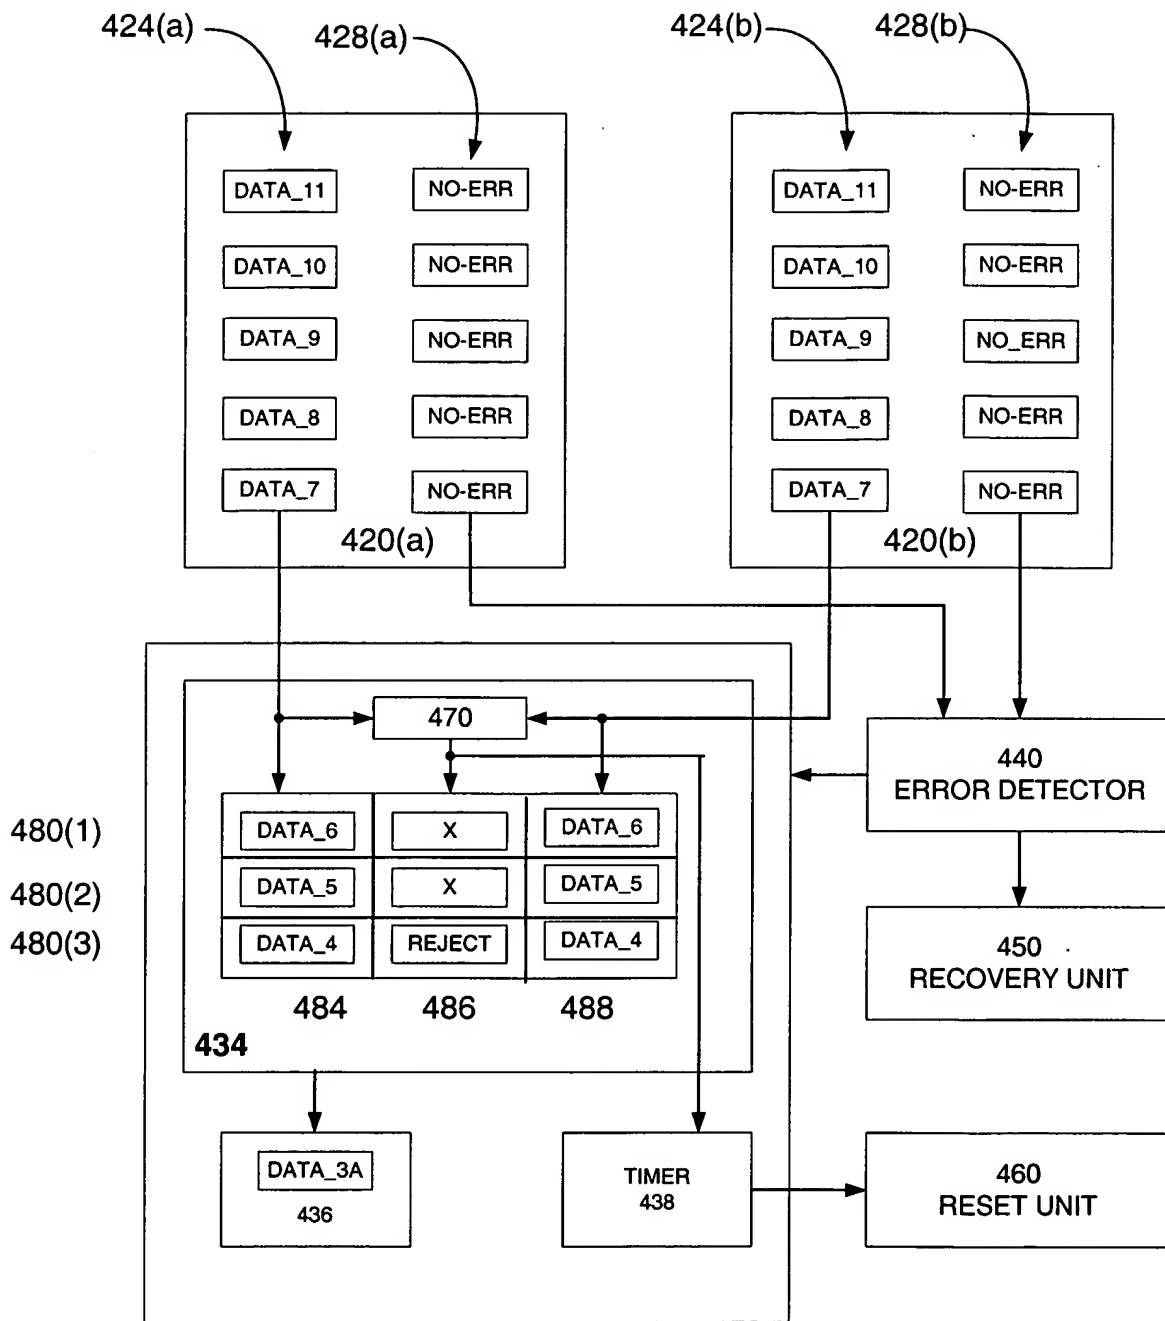 424(a) 428(a) 424(b) 428(b)
DATA_11 NO-ERR DATA_11 NO-ERR
DATA_10 NO-ERR DATA_10 NO-ERR
DATA_9 NO-ERR DATA_9 NO_ERR
DATA_8 NO-ERR DATA_8 NO-ERR
DATA_7 NO-ERR DATA_7 NO-ERR
420(a) 420(b)
470
440
ERROR DETECTOR
480(1) DATA_6 X DATA_6
480(2) DATA_5 X DATA_5
480(3) DATA_4 REJECT DATA_4
450
RECOVERY UNIT
484 486 488
434
DATA_3A
436
TIMER
438
460
RESET UNIT